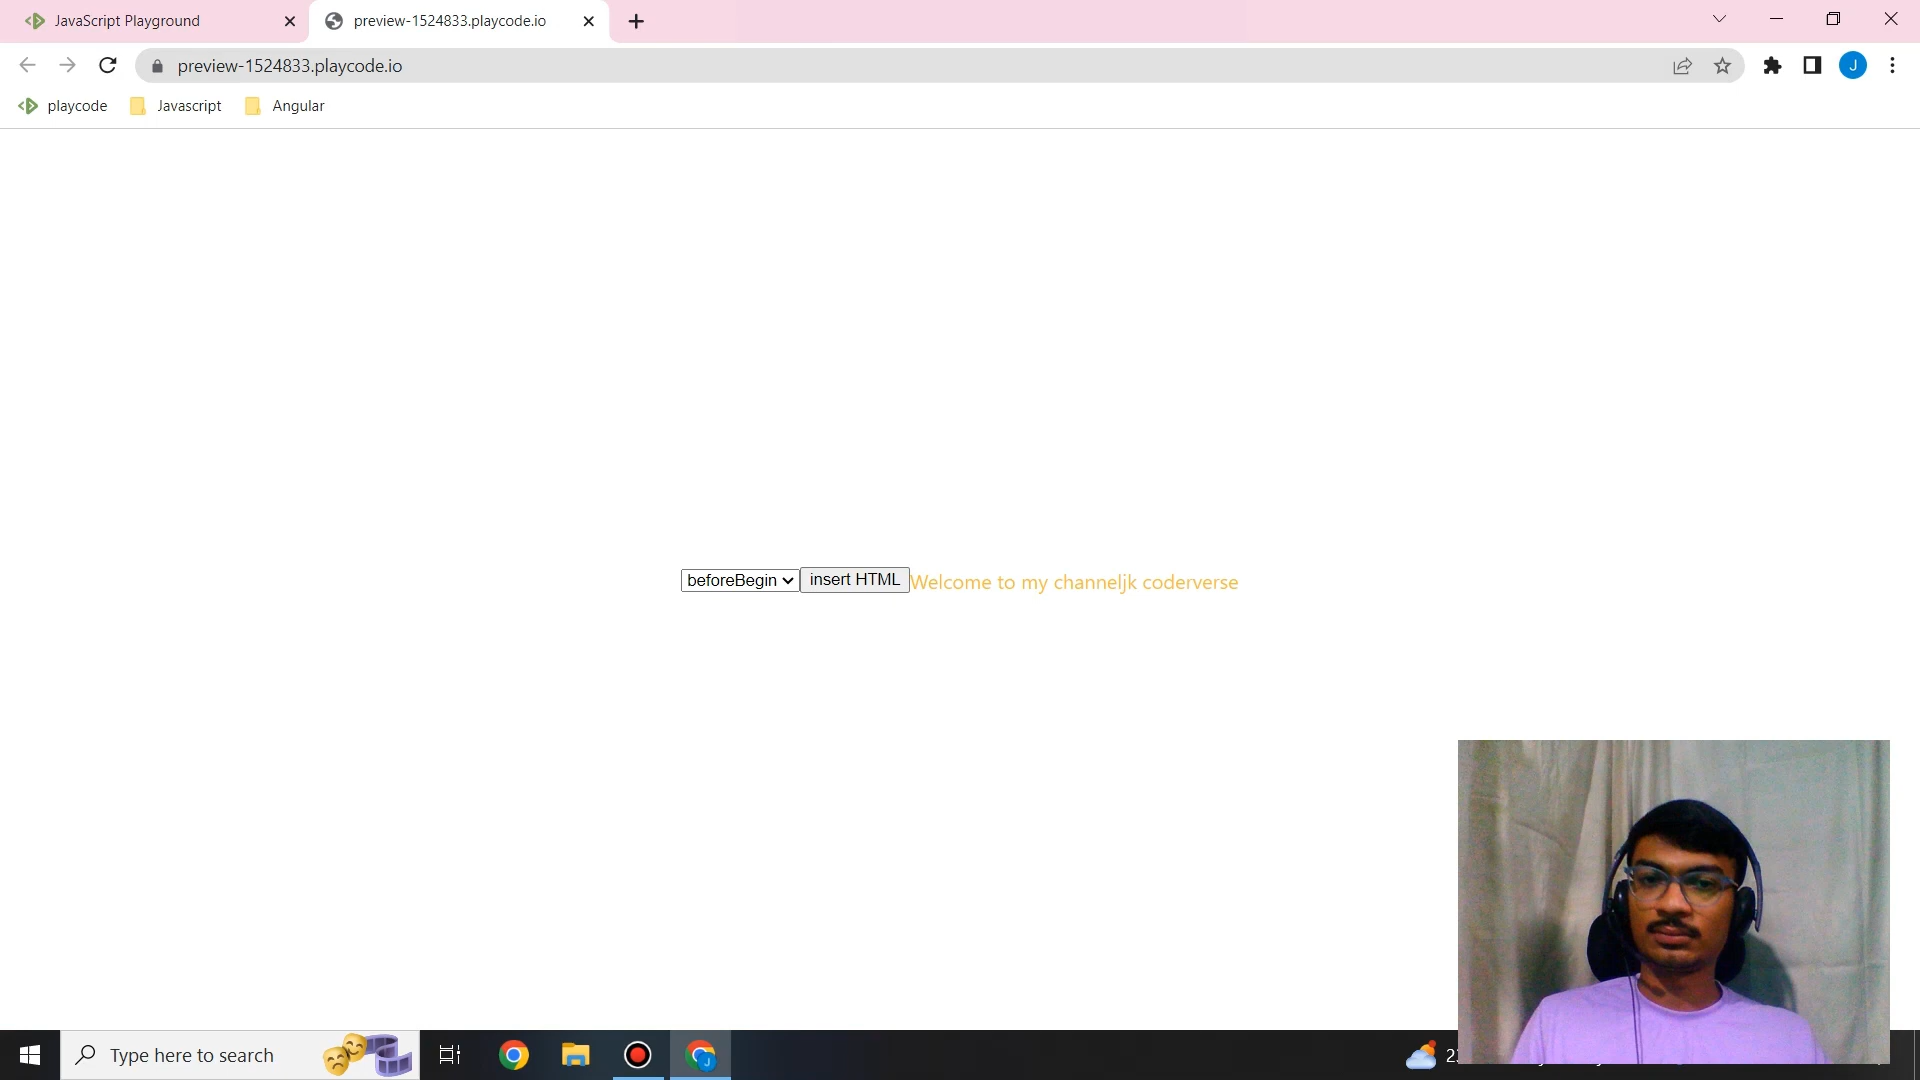 JavaScript Playground
preview-1524833.playcode.io
preview-1524833.playcode.io
J
playcode
Javascript
Angular
beforeBegin
insert HTML
Welcome to my channeljk coderverse
Type here to search
J